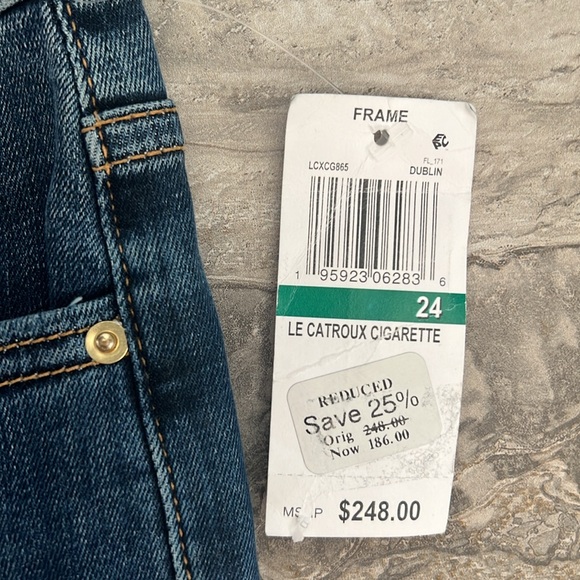 FRAME
LCXCG865
FL_171
DUBLIN
1 95923 06283 6
24
LE CATROUX CIGARETTE
REDUCED
Save 25%
Orig 248.00
Now 186.00
$248.00